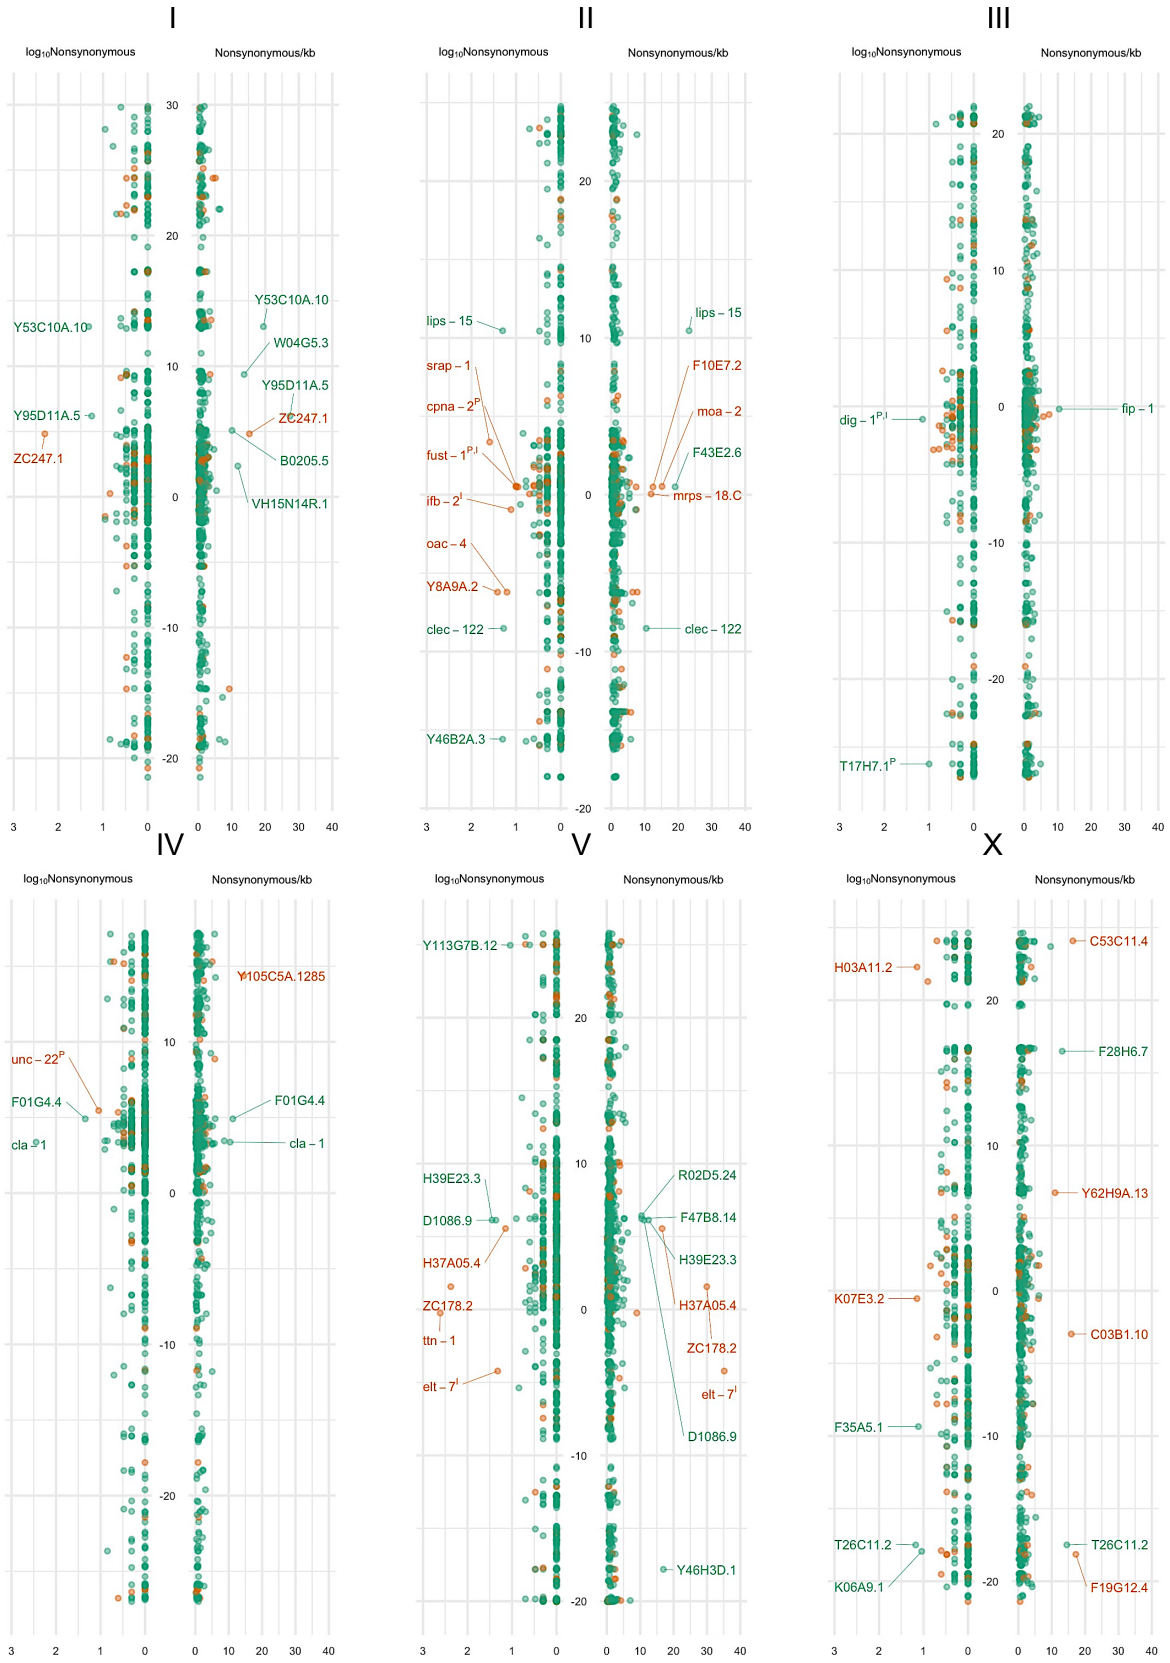 I
II
III
log₁₀Nonsynonymous
Nonsynonymous/kb
log₁₀Nonsynonymous
Nonsynonymous/kb
log₁₀Nonsynonymous
Nonsynonymous/kb
30
20
10
0
-10
-20
Y53C10A.10
Y95D11A.5
ZC247.1
Y53C10A.10
W04G5.3
Y95D11A.5
ZC247.1
B0205.5
VH15N14R.1
3 2 1 0 0 10 20 30 40
20
10
0
-10
-20
lips – 15
srap – 1
cpna – 2ᴾ
fust – 1ᴾ,ᴵ
ifb – 2ᴵ
oac – 4
Y8A9A.2
clec – 122
Y46B2A.3
lips – 15
F10E7.2
moa – 2
F43E2.6
mrps – 18.C
clec – 122
3 2 1 0 0 10 20 30 40
20
10
0
-10
-20
dig – 1ᴾ,ᴵ
T17H7.1ᴾ
fip – 1
3 2 1 0 0 10 20 30 40
IV
V
X
log₁₀Nonsynonymous
Nonsynonymous/kb
log₁₀Nonsynonymous
Nonsynonymous/kb
log₁₀Nonsynonymous
Nonsynonymous/kb
10
0
-10
-20
unc – 22ᴾ
F01G4.4
cla – 1
Y105C5A.1285
F01G4.4
cla – 1
3 2 1 0 0 10 20 30 40
20
10
0
-10
-20
Y113G7B.12
H39E23.3
D1086.9
H37A05.4
ZC178.2
ttn – 1
elt – 7ᴵ
R02D5.24
F47B8.14
H39E23.3
H37A05.4
ZC178.2
elt – 7ᴵ
D1086.9
Y46H3D.1
3 2 1 0 0 10 20 30 40
20
10
0
-10
-20
H03A11.2
K07E3.2
F35A5.1
T26C11.2
K06A9.1
C53C11.4
F28H6.7
Y62H9A.13
C03B1.10
T26C11.2
F19G12.4
3 2 1 0 0 10 20 30 40